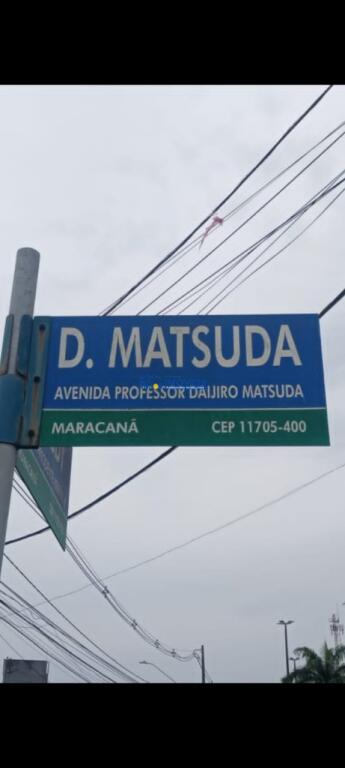 D. MATSUDA
AVENIDA PROFESSOR DAIJIRO MATSUDA
MARACANÃ CEP 11705-400